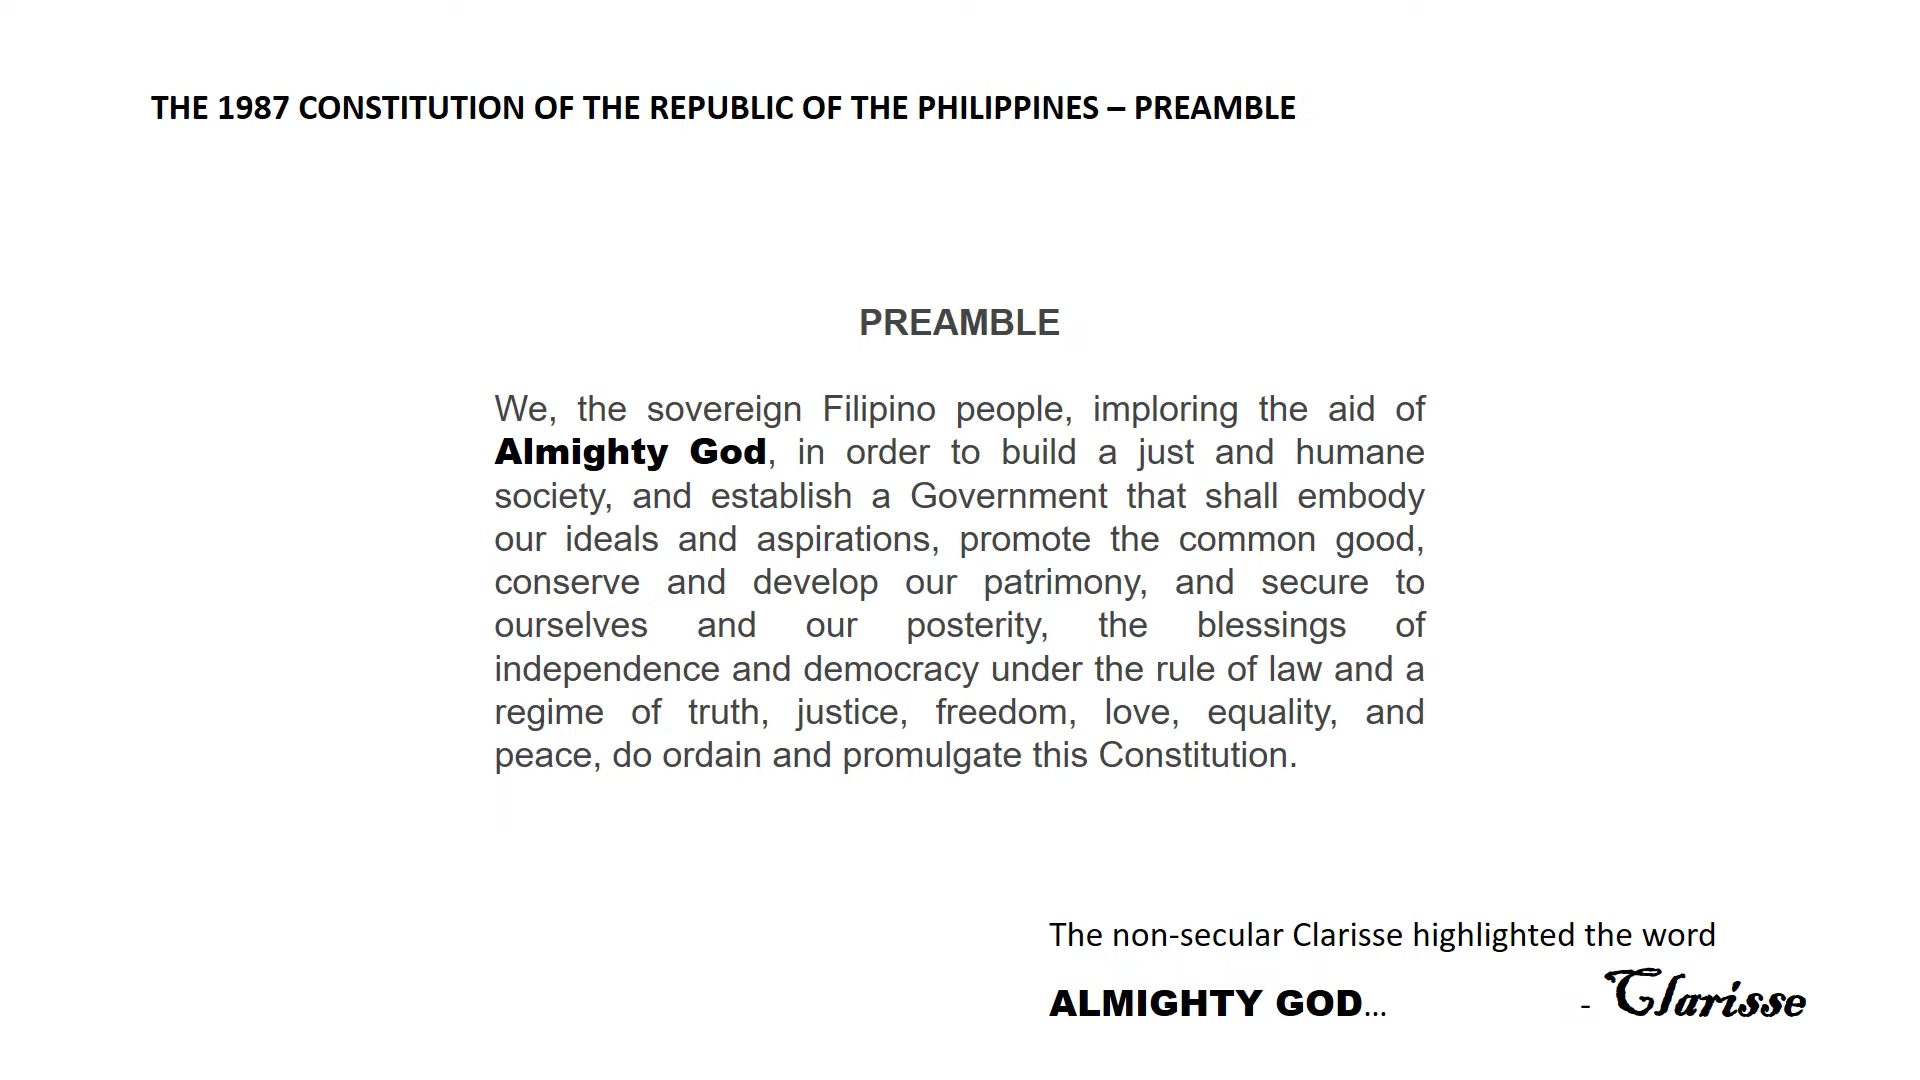 THE 1987 CONSTITUTION OF THE REPUBLIC OF THE PHILIPPINES – PREAMBLE
PREAMBLE
We, the sovereign Filipino people, imploring the aid of
Almighty God, in order to build a just and humane
society, and establish a Government that shall embody
our ideals and aspirations, promote the common good,
conserve and develop our patrimony, and secure to
ourselves and our posterity, the blessings of
independence and democracy under the rule of law and a
regime of truth, justice, freedom, love, equality, and
peace, do ordain and promulgate this Constitution.
The non-secular Clarisse highlighted the word
ALMIGHTY GOD... - Clarisse